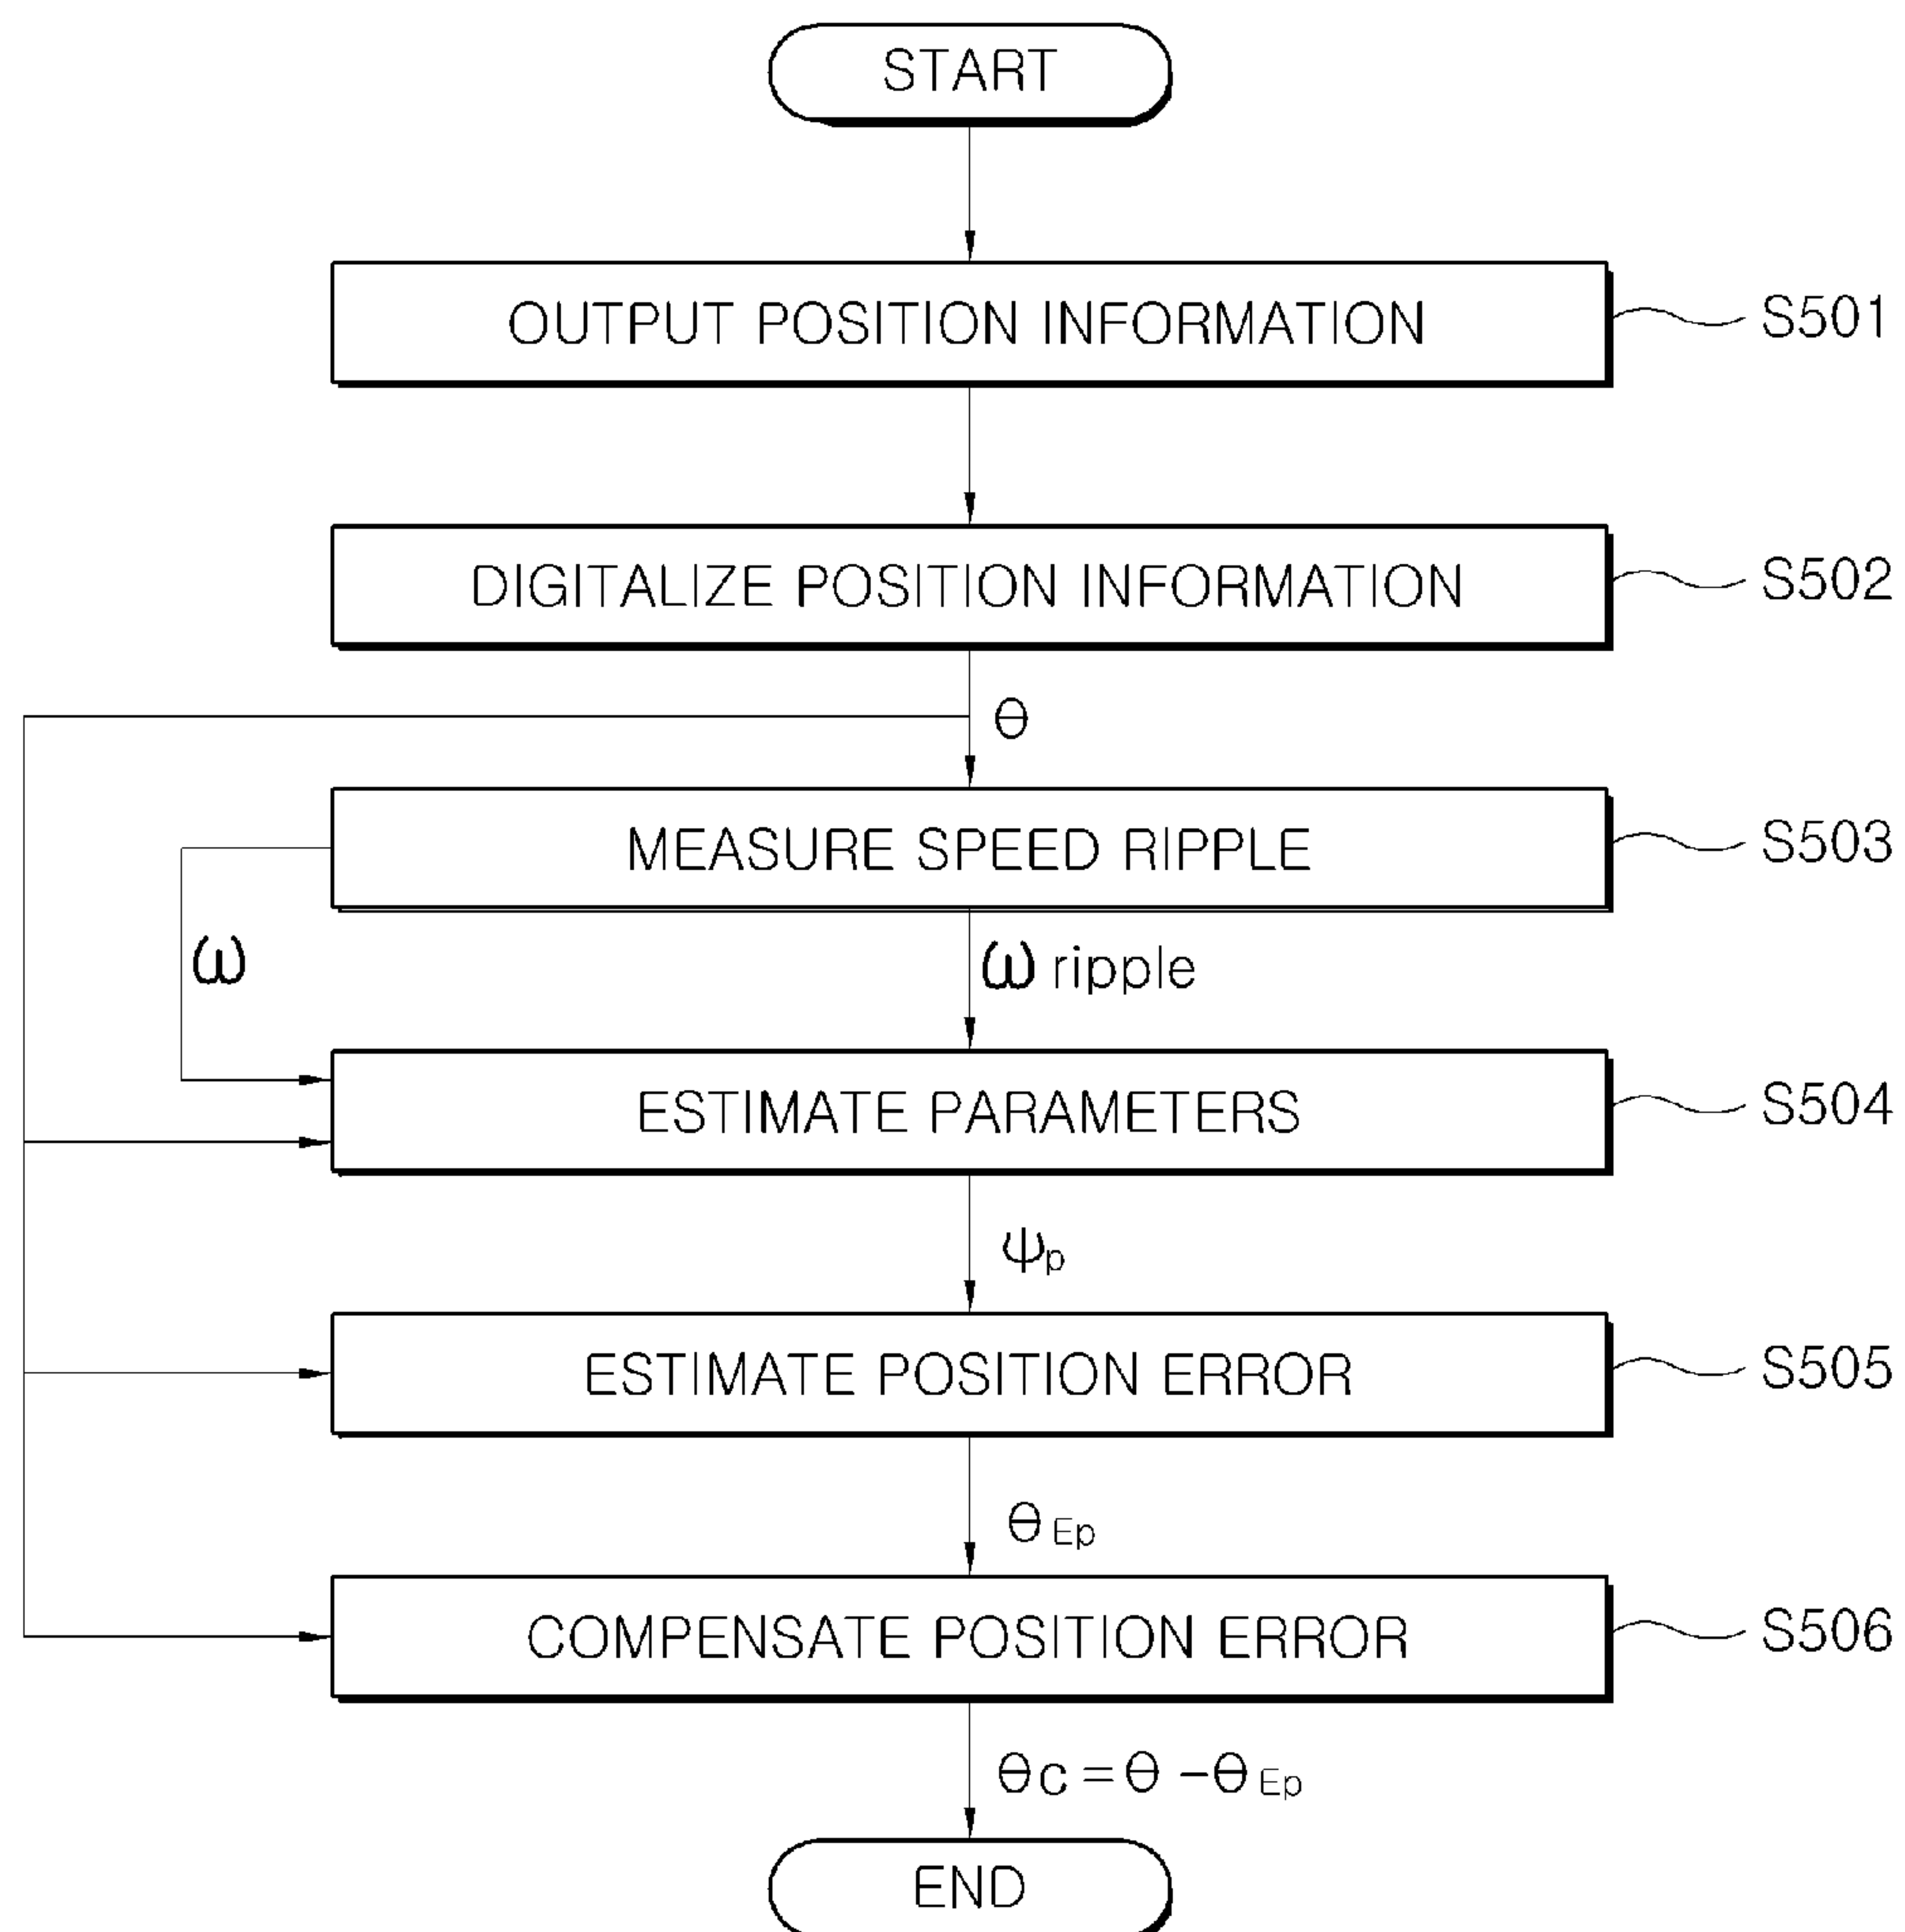 START
OUTPUT POSITION INFORMATION
S501
DIGITALIZE POSITION INFORMATION
S502
θ
MEASURE SPEED RIPPLE
S503
ω
ω ripple
ESTIMATE PARAMETERS
S504
ψp
ESTIMATE POSITION ERROR
S505
θEp
COMPENSATE POSITION ERROR
S506
θc = θ − θEp
END